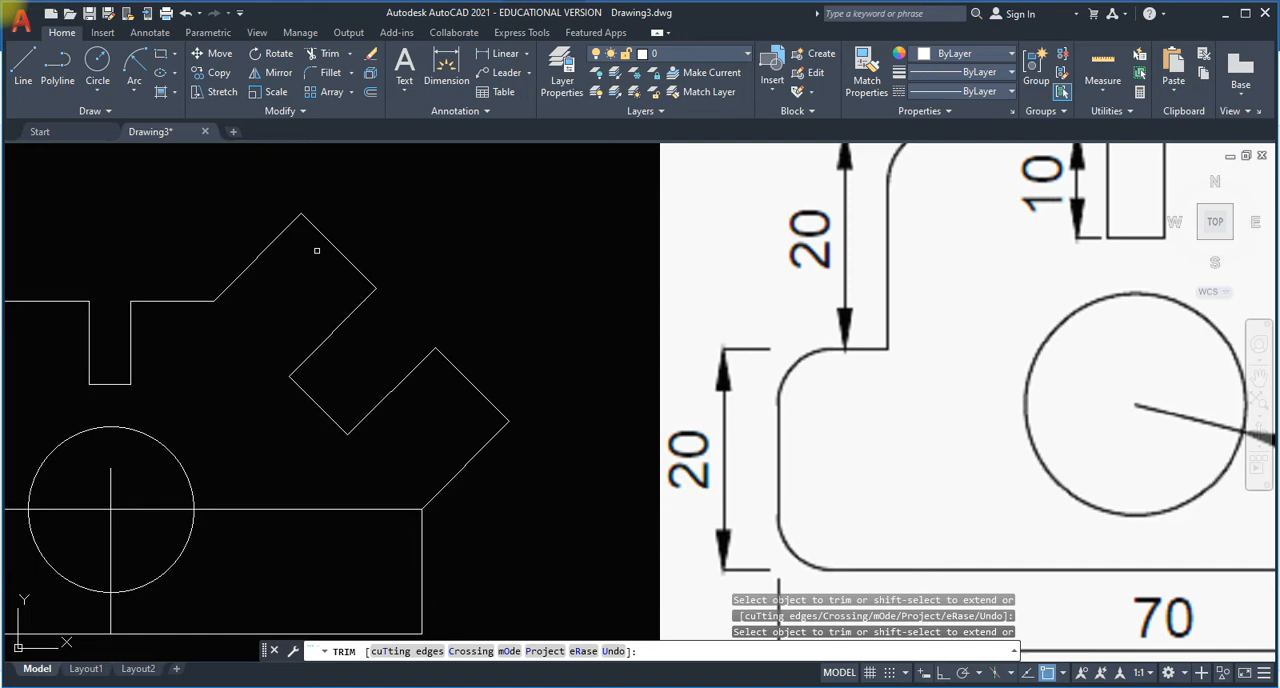 Autodesk AutoCAD 2021 - EDUCATIONAL VERSION Drawing3.dwg
Type a keyword or phrase
Sign In
Home Insert Annotate Parametric View Manage Output Add-ins Collaborate Express Tools Featured Apps
Line Polyline Circle Arc
Move Rotate Trim
Copy Mirror Fillet
Stretch Scale Array
Text Dimension
Linear
Leader
Table
Layer Properties
0
Make Current
Match Layer
Insert
Create
Edit
Match Properties
ByLayer
ByLayer
ByLayer
Group
Measure
Paste
Base
Draw Modify Annotation Layers Block Properties Groups Utilities Clipboard View
Start Drawing3*
20
10
N
W TOP E
S
WCS
20
70
Y
X
Select object to trim or shift-select to extend or
[cuTting edges/Crossing/mOde/Project/eRase/Undo]:
Select object to trim or shift-select to extend or
TRIM [cuTting edges Crossing mOde Project eRase Undo]:
Model Layout1 Layout2 +
MODEL 1:1